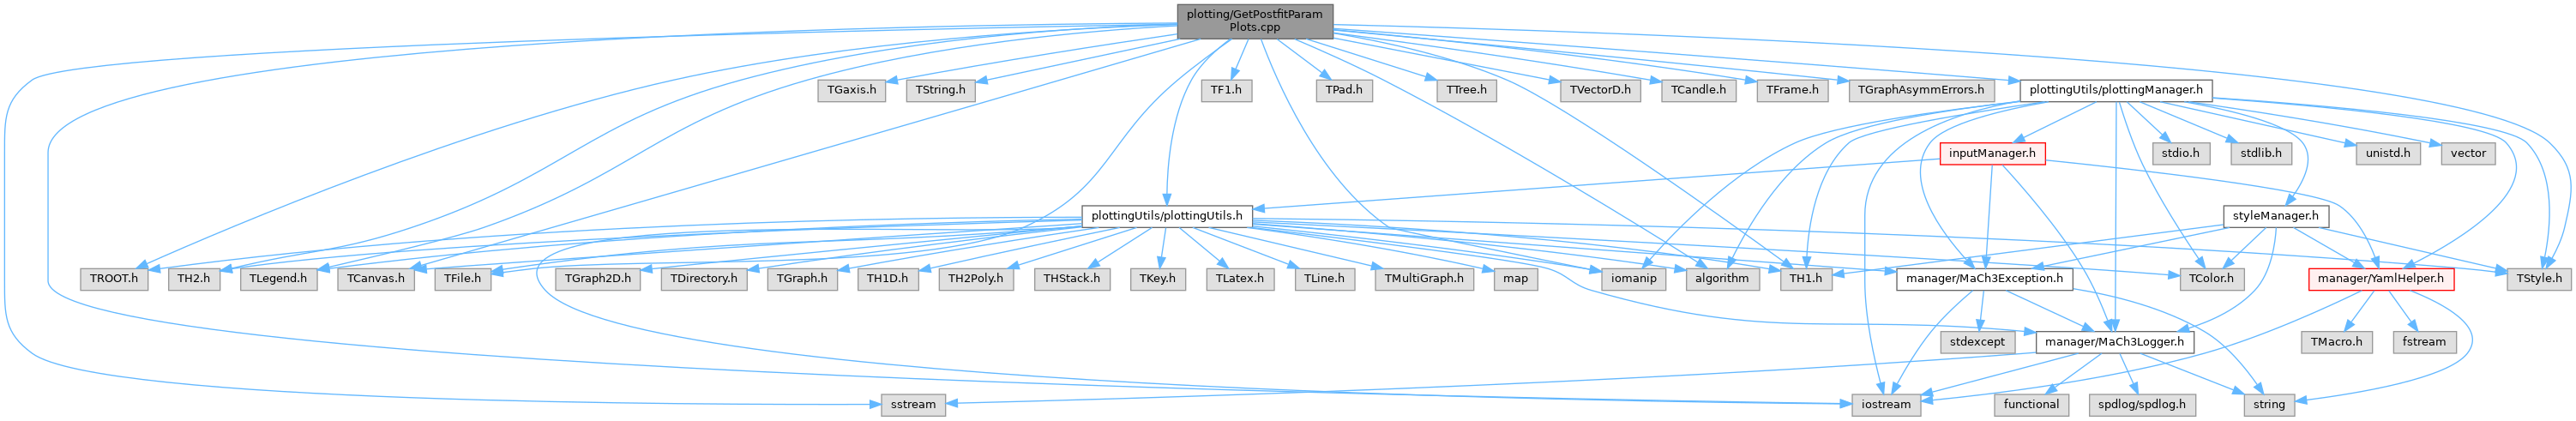 plotting/GetPostfitParam
Plots.cpp
TGaxis.h
TString.h
TF1.h
TPad.h
TTree.h
TVectorD.h
TCandle.h
TFrame.h
TGraphAsymmErrors.h
plottingUtils/plottingManager.h
inputManager.h
stdio.h
stdlib.h
unistd.h
vector
plottingUtils/plottingUtils.h
styleManager.h
TROOT.h
TH2.h
TLegend.h
TCanvas.h
TFile.h
TGraph2D.h
TDirectory.h
TGraph.h
TH1D.h
TH2Poly.h
THStack.h
TKey.h
TLatex.h
TLine.h
TMultiGraph.h
map
iomanip
algorithm
TH1.h
manager/MaCh3Exception.h
TColor.h
manager/YamlHelper.h
TStyle.h
stdexcept
manager/MaCh3Logger.h
TMacro.h
fstream
sstream
iostream
functional
spdlog/spdlog.h
string